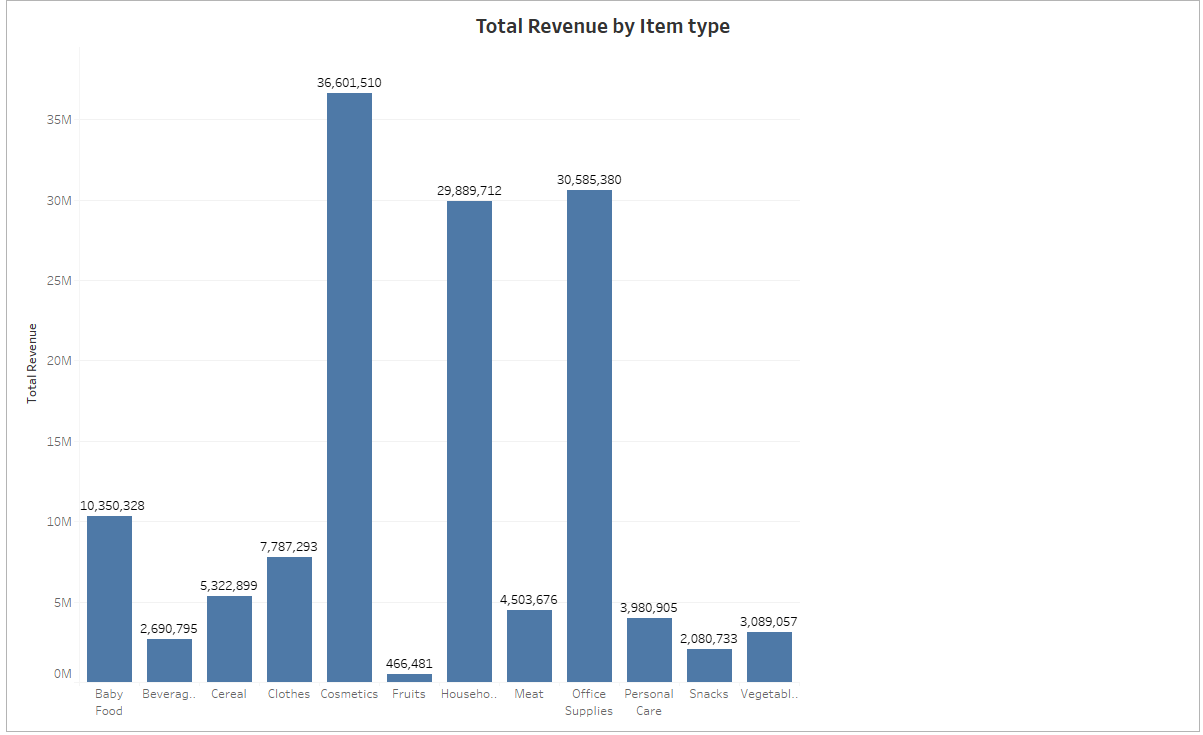 Total Revenue by Item type
36,601,510
35M
30,585,380
29,889,712
30M
25M
20M
Total Revenue
15M
10,350,328
10M
7,787,293
5,322,899
5M
4,503,676
3,980,905
3,089,057
2,690,795
2,080,733
466,481
0M
Baby Food
Beverag..
Cereal
Clothes
Cosmetics
Fruits
Househo..
Meat
Office Supplies
Personal Care
Snacks
Vegetabl..